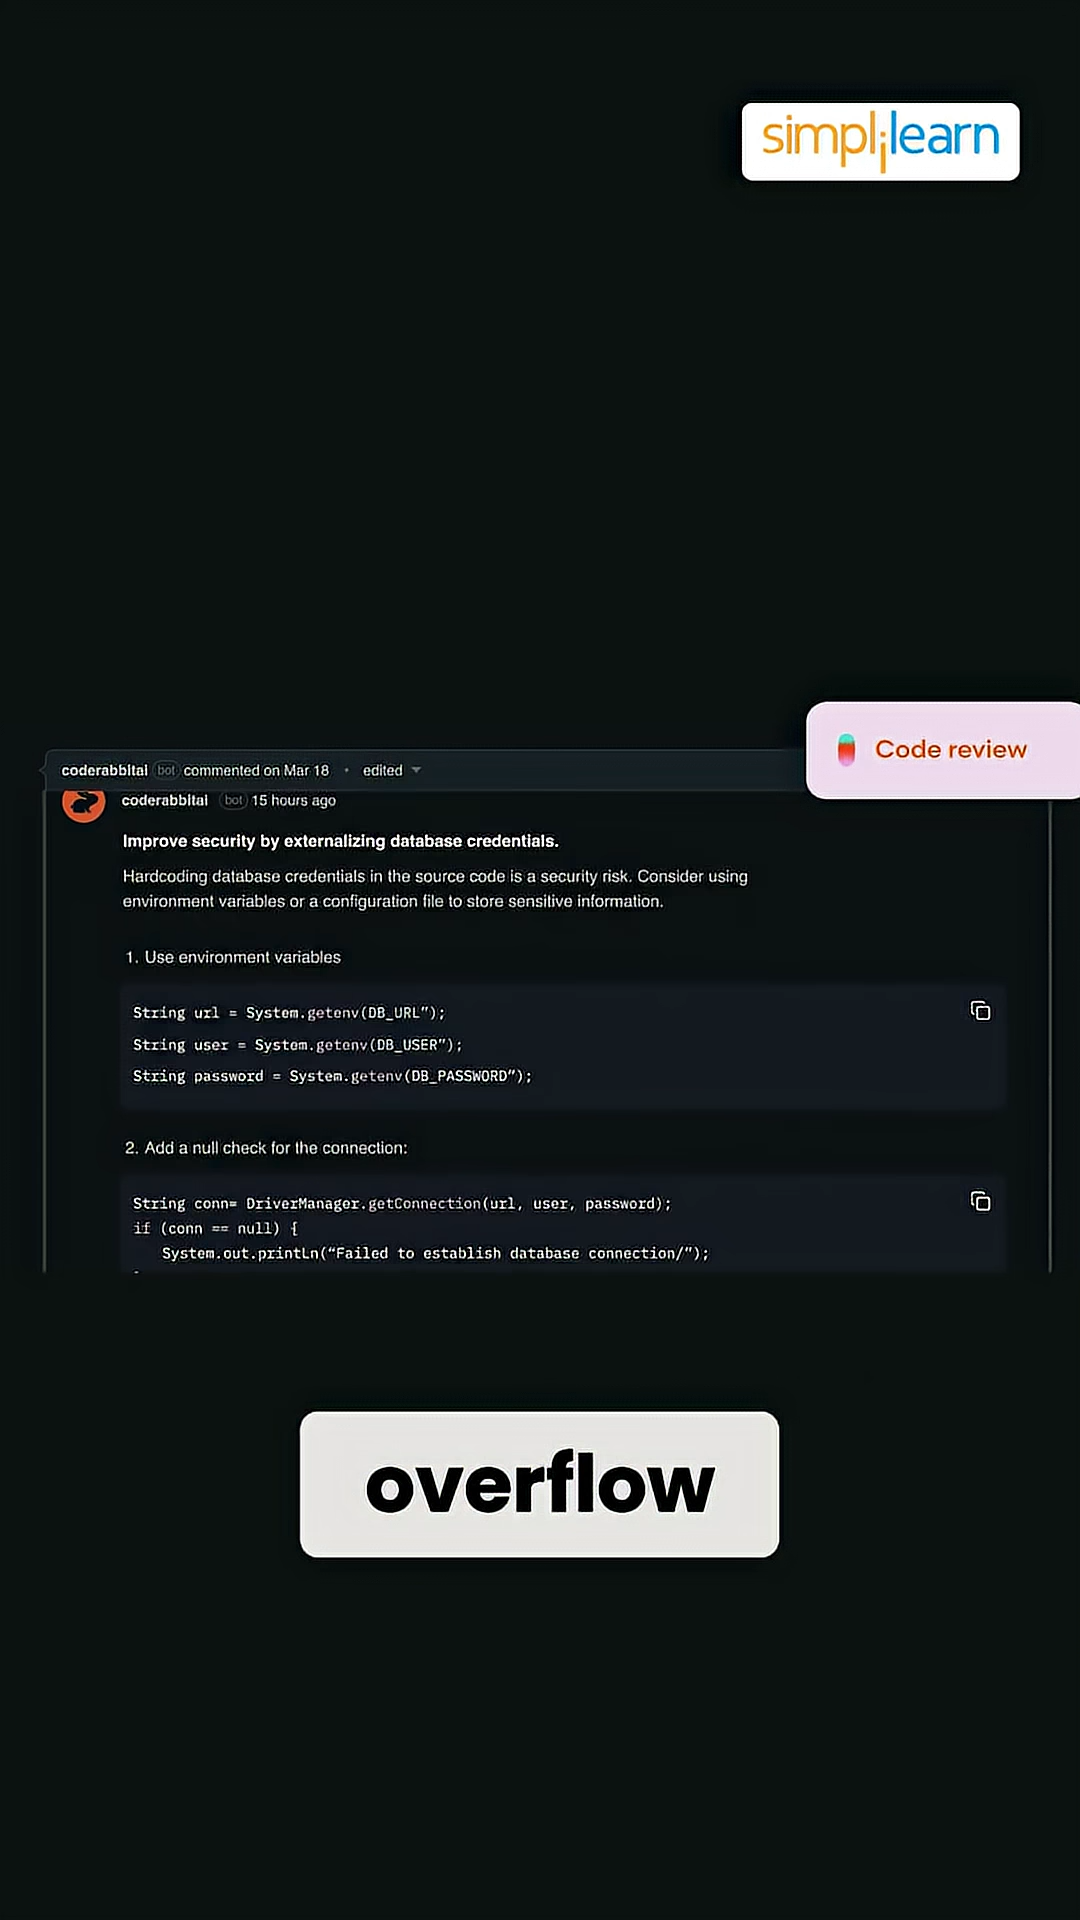 simplilearn
Code review
coderabbitai bot commented on Mar 18 • edited
coderabbitai bot 15 hours ago
Improve security by externalizing database credentials.
Hardcoding database credentials in the source code is a security risk. Consider using
environment variables or a configuration file to store sensitive information.
1. Use environment variables
String url = System.getenv(DB_URL”);
String user = System.getenv(DB_USER”);
String password = System.getenv(DB_PASSWORD”);
2. Add a null check for the connection:
String conn= DriverManager.getConnection(url, user, password);
if (conn == null) {
System.out.printLn(“Failed to establish database connection/”);
overflow